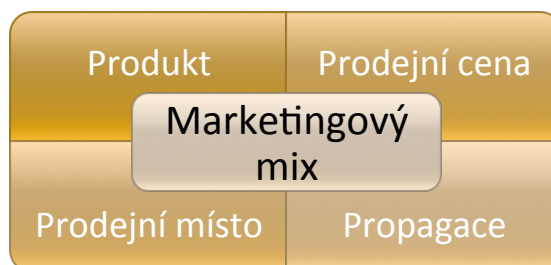 Produkt
Prodejní cena
Marketingový
mix
Prodejní místo
Propagace